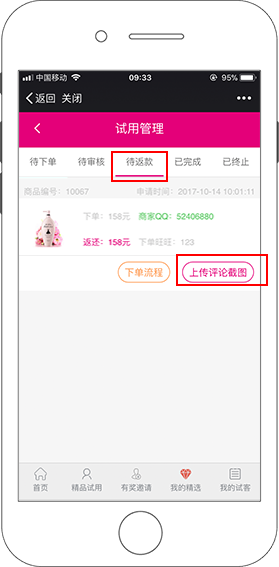 中国移动 09:33 95%
返回 关闭
试用管理
待下单 待审核 待返款 已完成 已终止
商品编号：10067 申请时间：2017-10-14 10:01:11
下单：158元 商家QQ：52406880
返还：158元 下单旺旺：123
下单流程 上传评论截图
首页 精品试用 有奖邀请 我的精选 我的试客